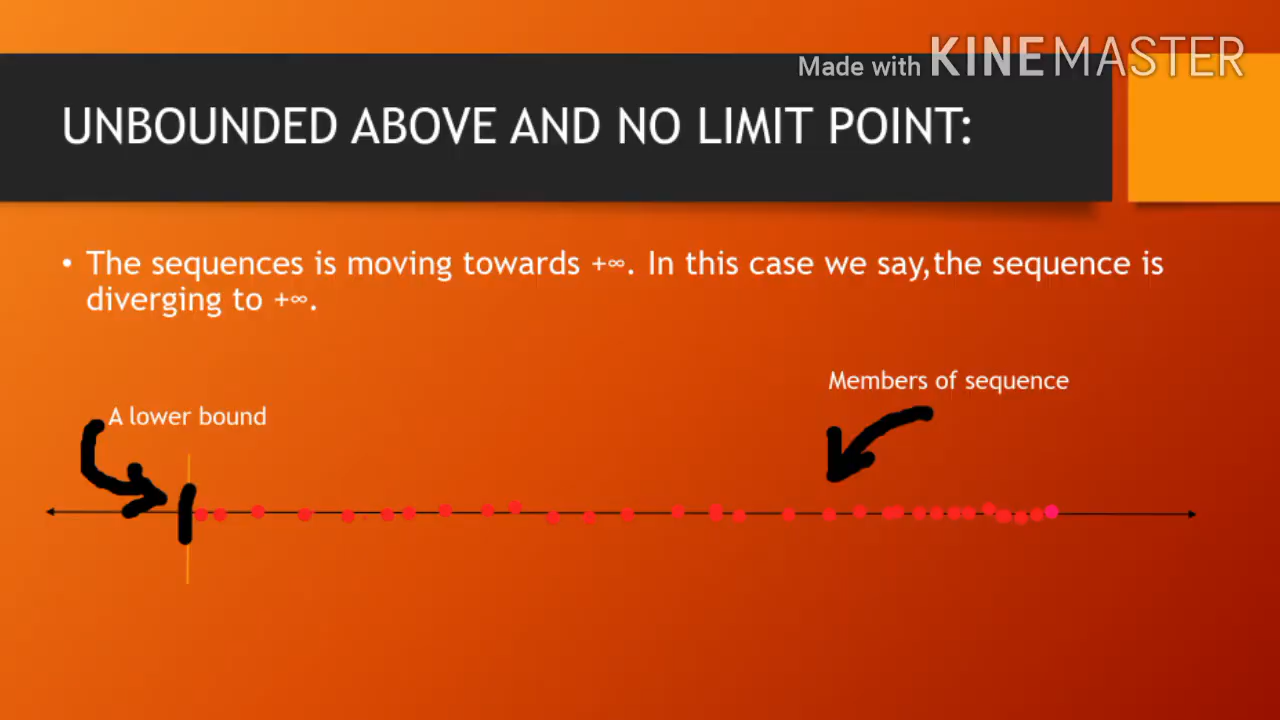 Made with KINEMASTER
UNBOUNDED ABOVE AND NO LIMIT POINT:
• The sequences is moving towards +∞. In this case we say,the sequence is
diverging to +∞.
Members of sequence
A lower bound